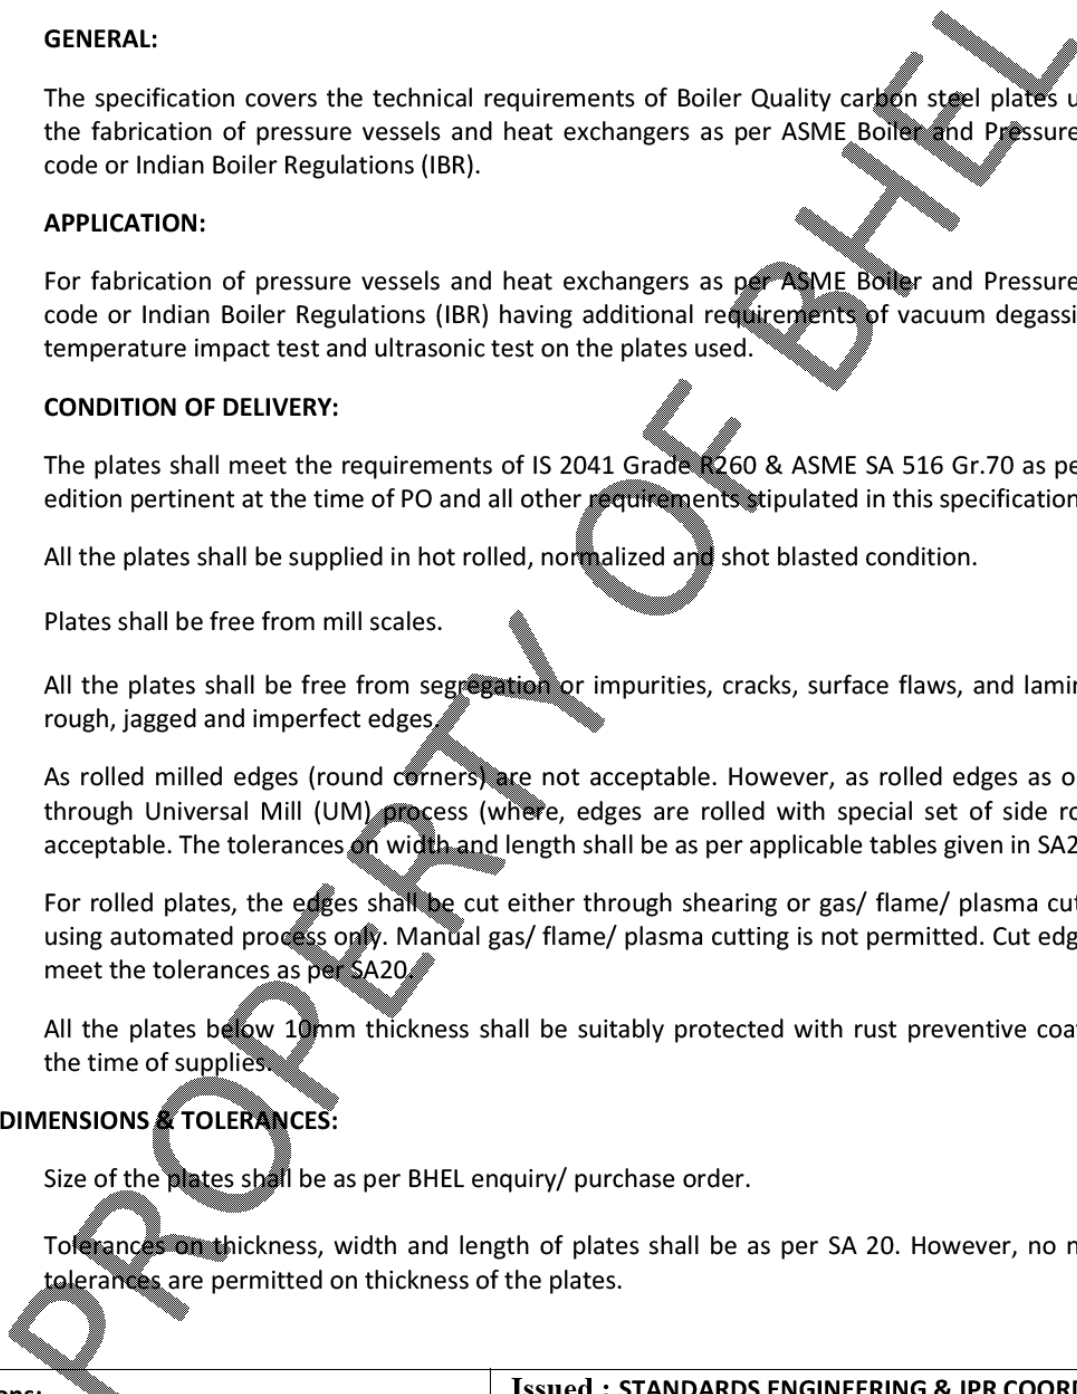 GENERAL:
The specification covers the technical requirements of Boiler Quality carbon steel plates u
the fabrication of pressure vessels and heat exchangers as per ASME Boiler and Pressure
code or Indian Boiler Regulations (IBR).
APPLICATION:
For fabrication of pressure vessels and heat exchangers as per ASME Boiler and Pressure
code or Indian Boiler Regulations (IBR) having additional requirements of vacuum degassi
temperature impact test and ultrasonic test on the plates used.
CONDITION OF DELIVERY:
The plates shall meet the requirements of IS 2041 Grade R260 & ASME SA 516 Gr.70 as pe
edition pertinent at the time of PO and all other requirements stipulated in this specification
All the plates shall be supplied in hot rolled, normalized and shot blasted condition.
Plates shall be free from mill scales.
All the plates shall be free from segregation or impurities, cracks, surface flaws, and lamin
rough, jagged and imperfect edges.
As rolled milled edges (round corners) are not acceptable. However, as rolled edges as o
through Universal Mill (UM) process (where, edges are rolled with special set of side ro
acceptable. The tolerances on width and length shall be as per applicable tables given in SA2
For rolled plates, the edges shall be cut either through shearing or gas/ flame/ plasma cut
using automated process only. Manual gas/ flame/ plasma cutting is not permitted. Cut edg
meet the tolerances as per SA20.
All the plates below 10mm thickness shall be suitably protected with rust preventive coa
the time of supplies.
DIMENSIONS & TOLERANCES:
Size of the plates shall be as per BHEL enquiry/ purchase order.
Tolerances on thickness, width and length of plates shall be as per SA 20. However, no n
tolerances are permitted on thickness of the plates.
PROPERTY OF BHEL
ons:
Issued : STANDARDS ENGINEERING & IPR COORD